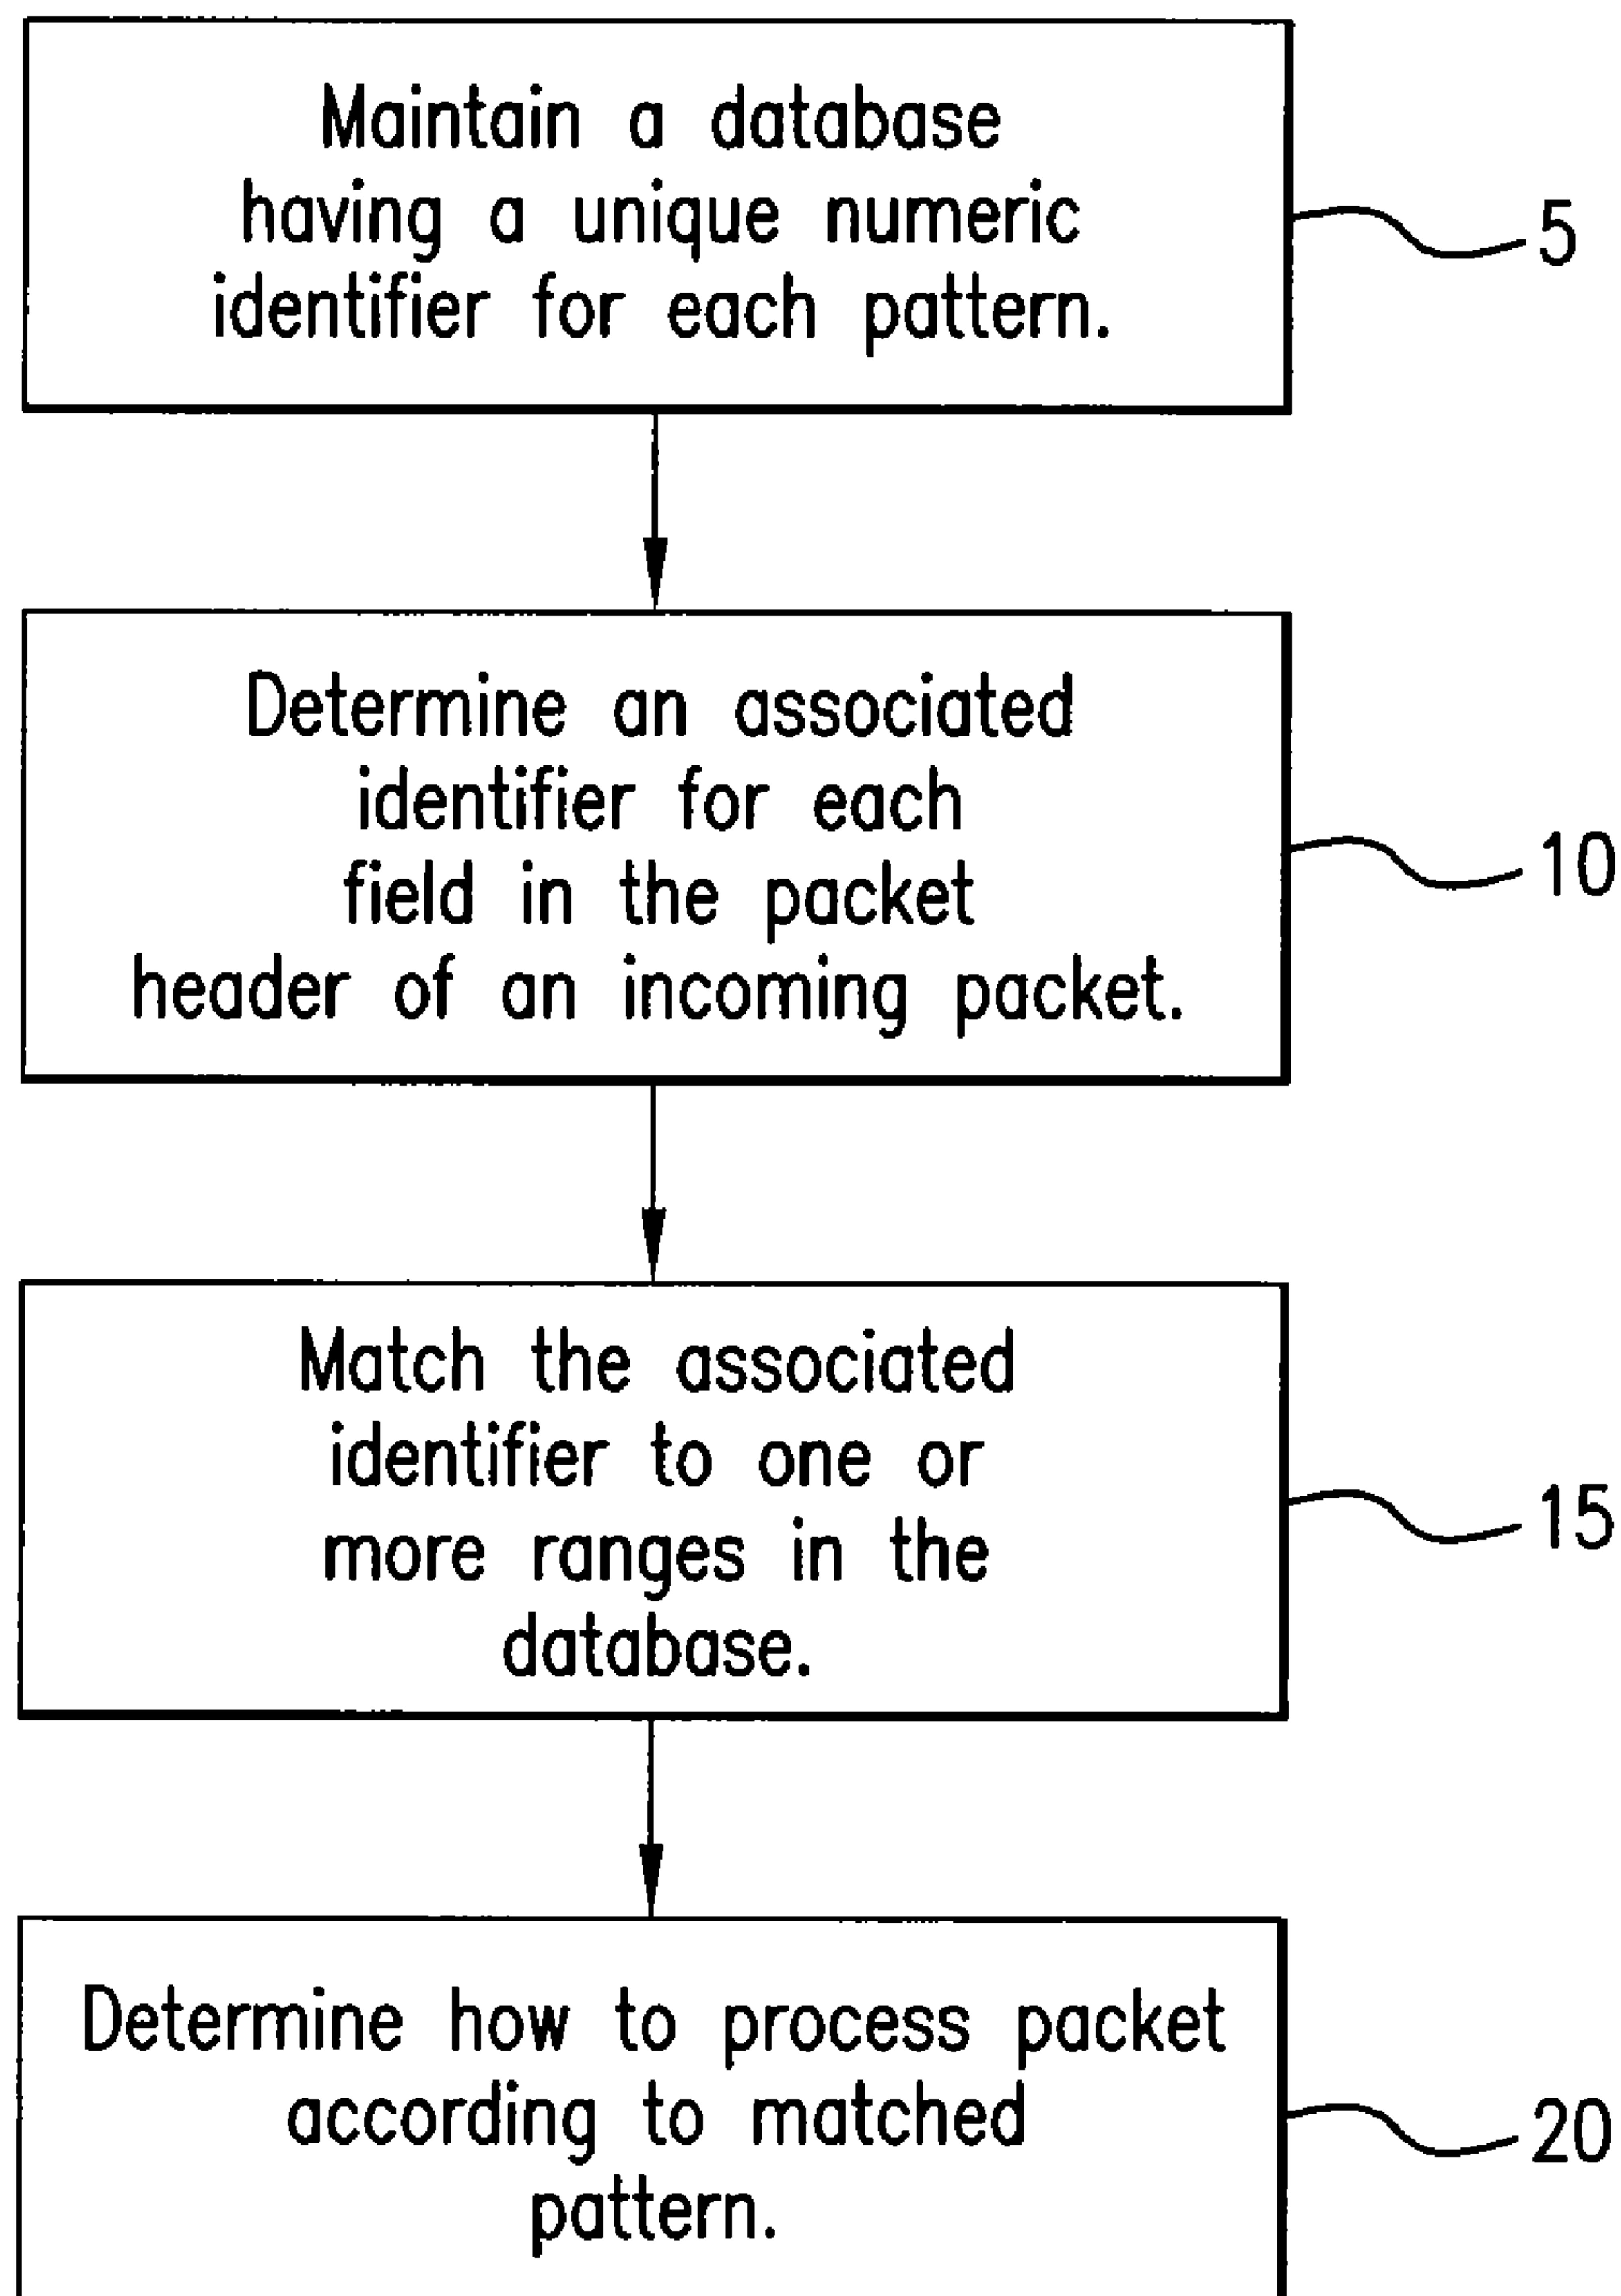 Maintain a database
having a unique numeric
identifier for each pattern.
5
Determine an associated
identifier for each
field in the packet
header of an incoming packet.
10
Match the associated
identifier to one or
more ranges in the
database.
15
Determine how to process packet
according to matched
pattern.
20